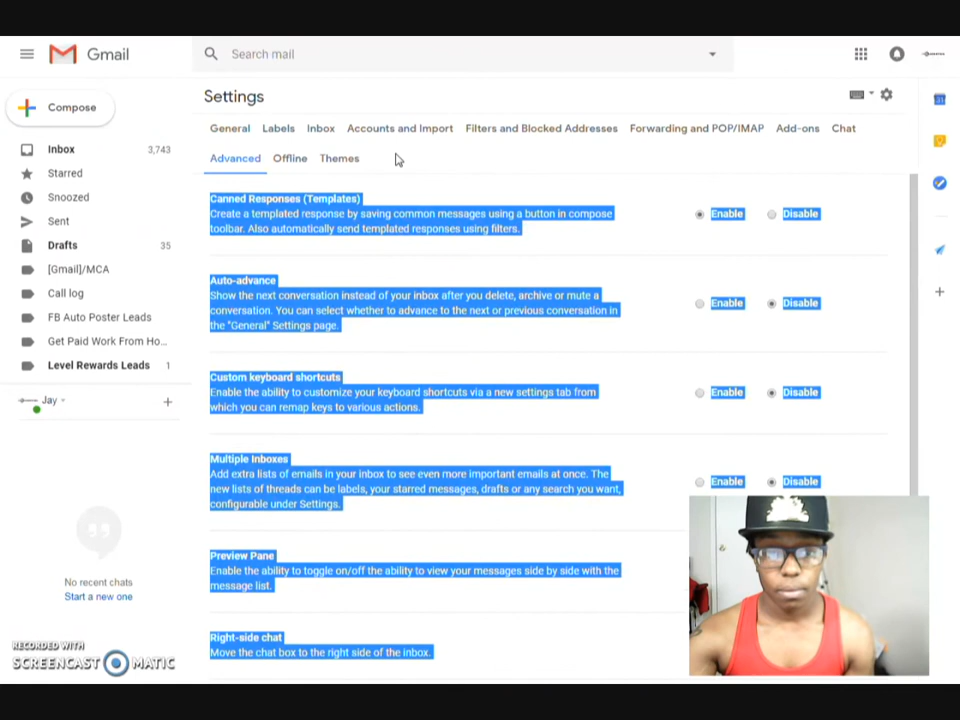 Gmail
Search mail
Compose
Settings
General Labels Inbox Accounts and Import Filters and Blocked Addresses Forwarding and POP/IMAP Add-ons Chat
Advanced Offline Themes
Inbox 3,743
Starred
Snoozed
Sent
Drafts 35
[Gmail]/MCA
Call log
FB Auto Poster Leads
Get Paid Work From Ho...
Level Rewards Leads 1
Jay
Canned Responses (Templates)
Create a templated response by saving common messages using a button in compose
toolbar. Also automatically send templated responses using filters.
Enable Disable
Auto-advance
Show the next conversation instead of your inbox after you delete, archive or mute a
conversation. You can select whether to advance to the next or previous conversation in
the "General" Settings page.
Enable Disable
Custom keyboard shortcuts
Enable the ability to customize your keyboard shortcuts via a new settings tab from
which you can remap keys to various actions.
Enable Disable
Multiple Inboxes
Add extra lists of emails in your inbox to see even more important emails at once. The
new lists of threads can be labels, your starred messages, drafts or any search you want,
configurable under Settings.
Enable Disable
Preview Pane
Enable the ability to toggle on/off the ability to view your messages side by side with the
message list.
Right-side chat
Move the chat box to the right side of the inbox.
No recent chats
Start a new one
RECORDED WITH
SCREENCAST MATIC
31